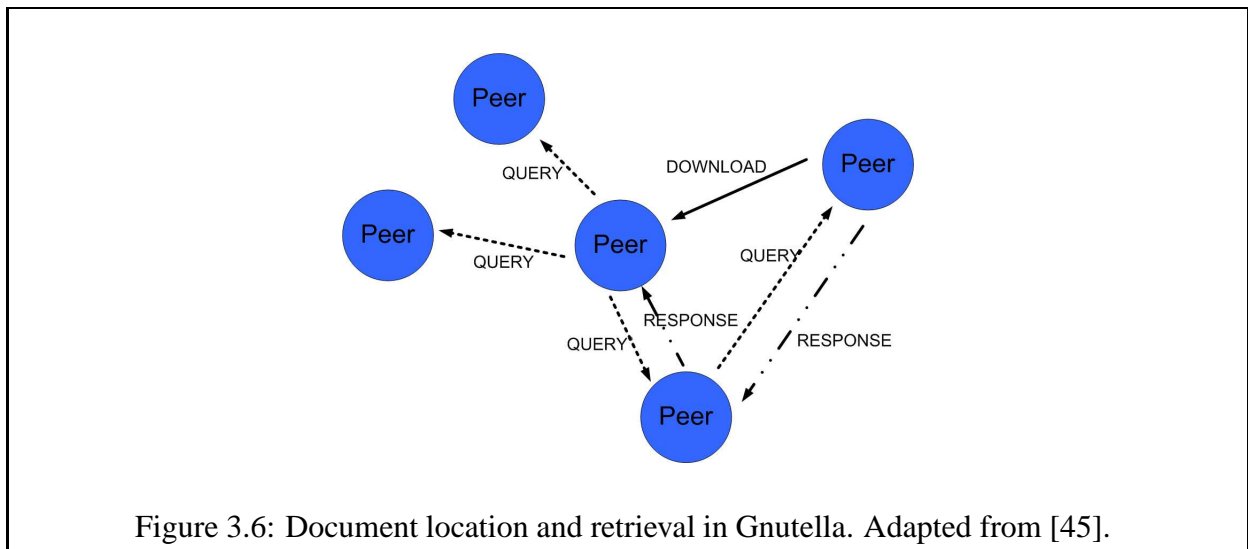 Peer
Peer
DOWNLOAD
QUERY
Peer
Peer
QUERY
QUERY
RESPONSE
QUERY
RESPONSE
Peer
Figure 3.6: Document location and retrieval in Gnutella. Adapted from [45].